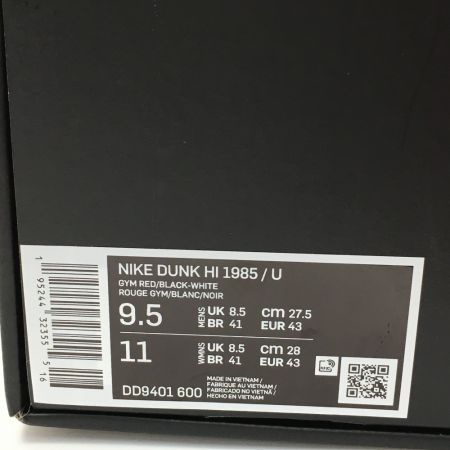 NIKE DUNK HI 1985 / U
GYM RED/BLACK-WHITE
ROUGE GYM/BLANC/NOIR
9.5 MENS UK 8.5 CM 27.5
BR 41 EUR 43
11 WMNS UK 8.5 CM 28
BR 41 EUR 43
DD9401 600
MADE IN VIETNAM /
FABRIQUE AU VIETNAM /
FABRICADO NO VIETNÃ /
HECHO EN VIETNAM
1 95244 32355 5 16